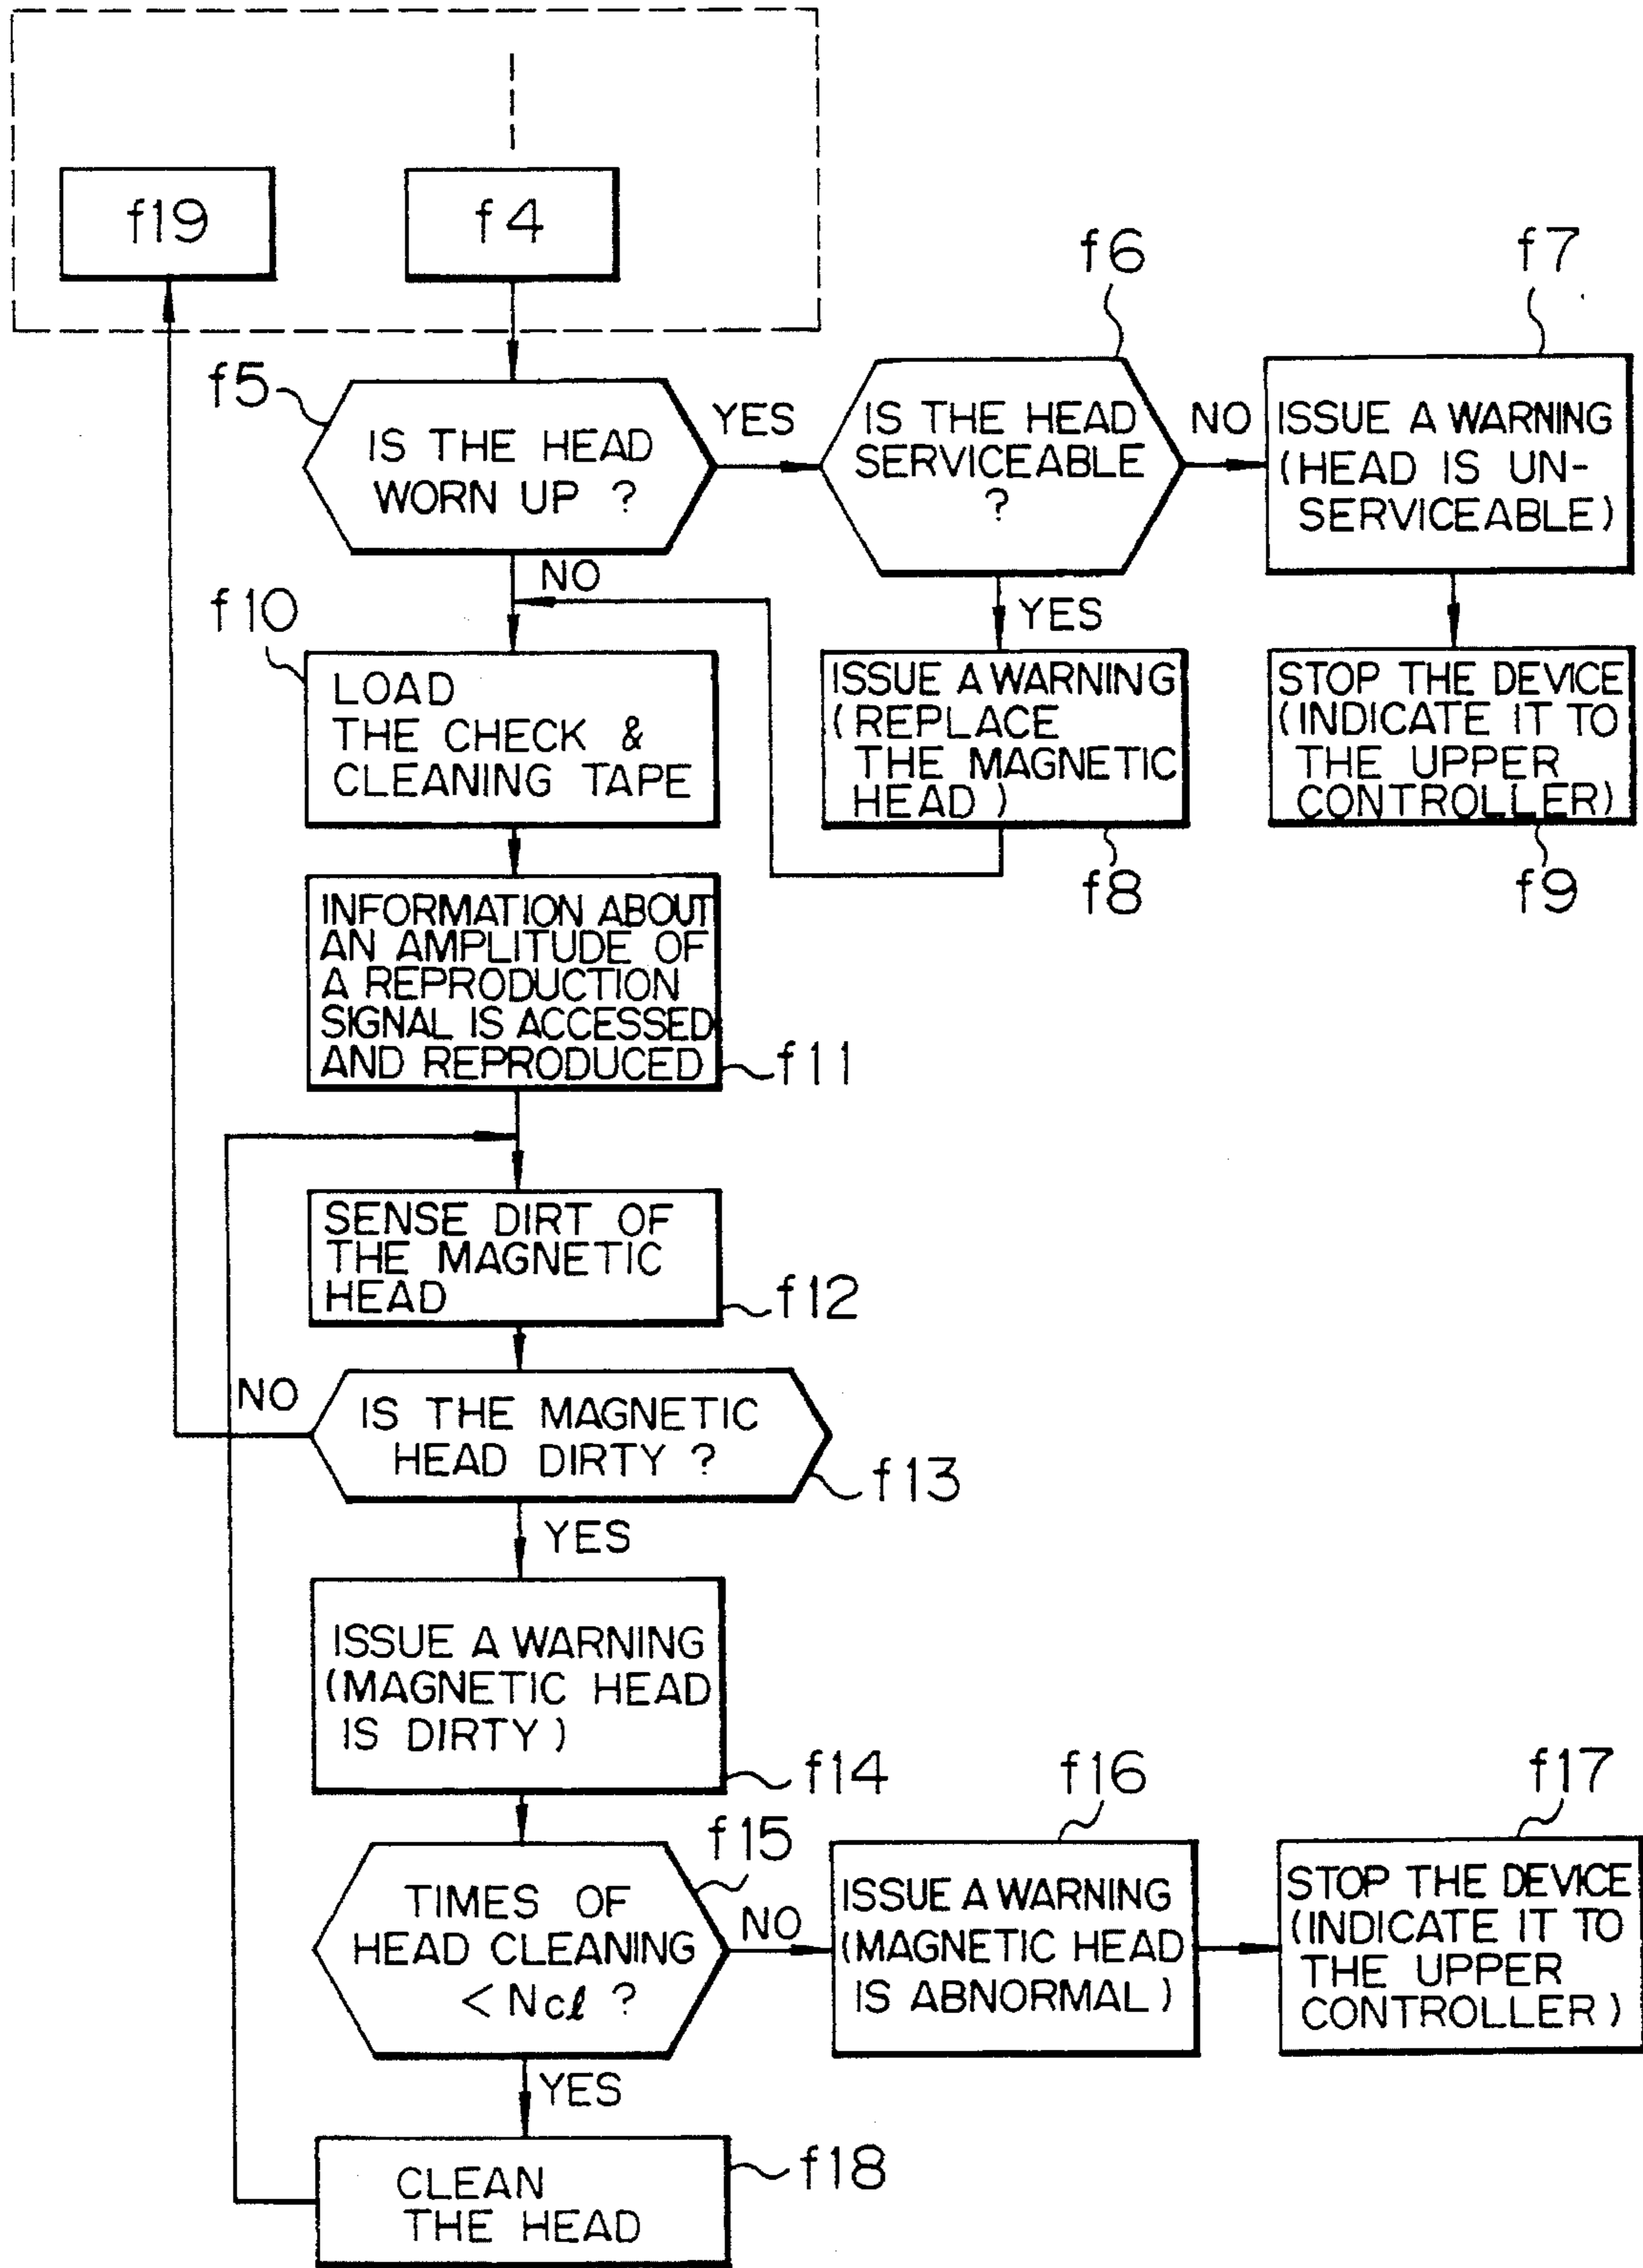 f19
f4
f5
IS THE HEAD
WORN UP ?
YES
NO
f6
IS THE HEAD
SERVICEABLE
?
NO
YES
f7
ISSUE A WARNING
(HEAD IS UN-
SERVICEABLE)
ISSUE A WARNING
(REPLACE
THE MAGNETIC
HEAD)
f8
STOP THE DEVICE
(INDICATE IT TO
THE UPPER
CONTROLLER)
f9
f10
LOAD
THE CHECK &
CLEANING TAPE
INFORMATION ABOUT
AN AMPLITUDE OF
A REPRODUCTION
SIGNAL IS ACCESSED
AND REPRODUCED
f11
SENSE DIRT OF
THE MAGNETIC
HEAD
f12
NO
IS THE MAGNETIC
HEAD DIRTY ?
f13
YES
ISSUE A WARNING
(MAGNETIC HEAD
IS DIRTY)
f14
f15
TIMES OF
HEAD CLEANING
< Ncl ?
NO
YES
f16
ISSUE A WARNING
(MAGNETIC HEAD
IS ABNORMAL)
f17
STOP THE DEVICE
(INDICATE IT TO
THE UPPER
CONTROLLER)
CLEAN
THE HEAD
f18